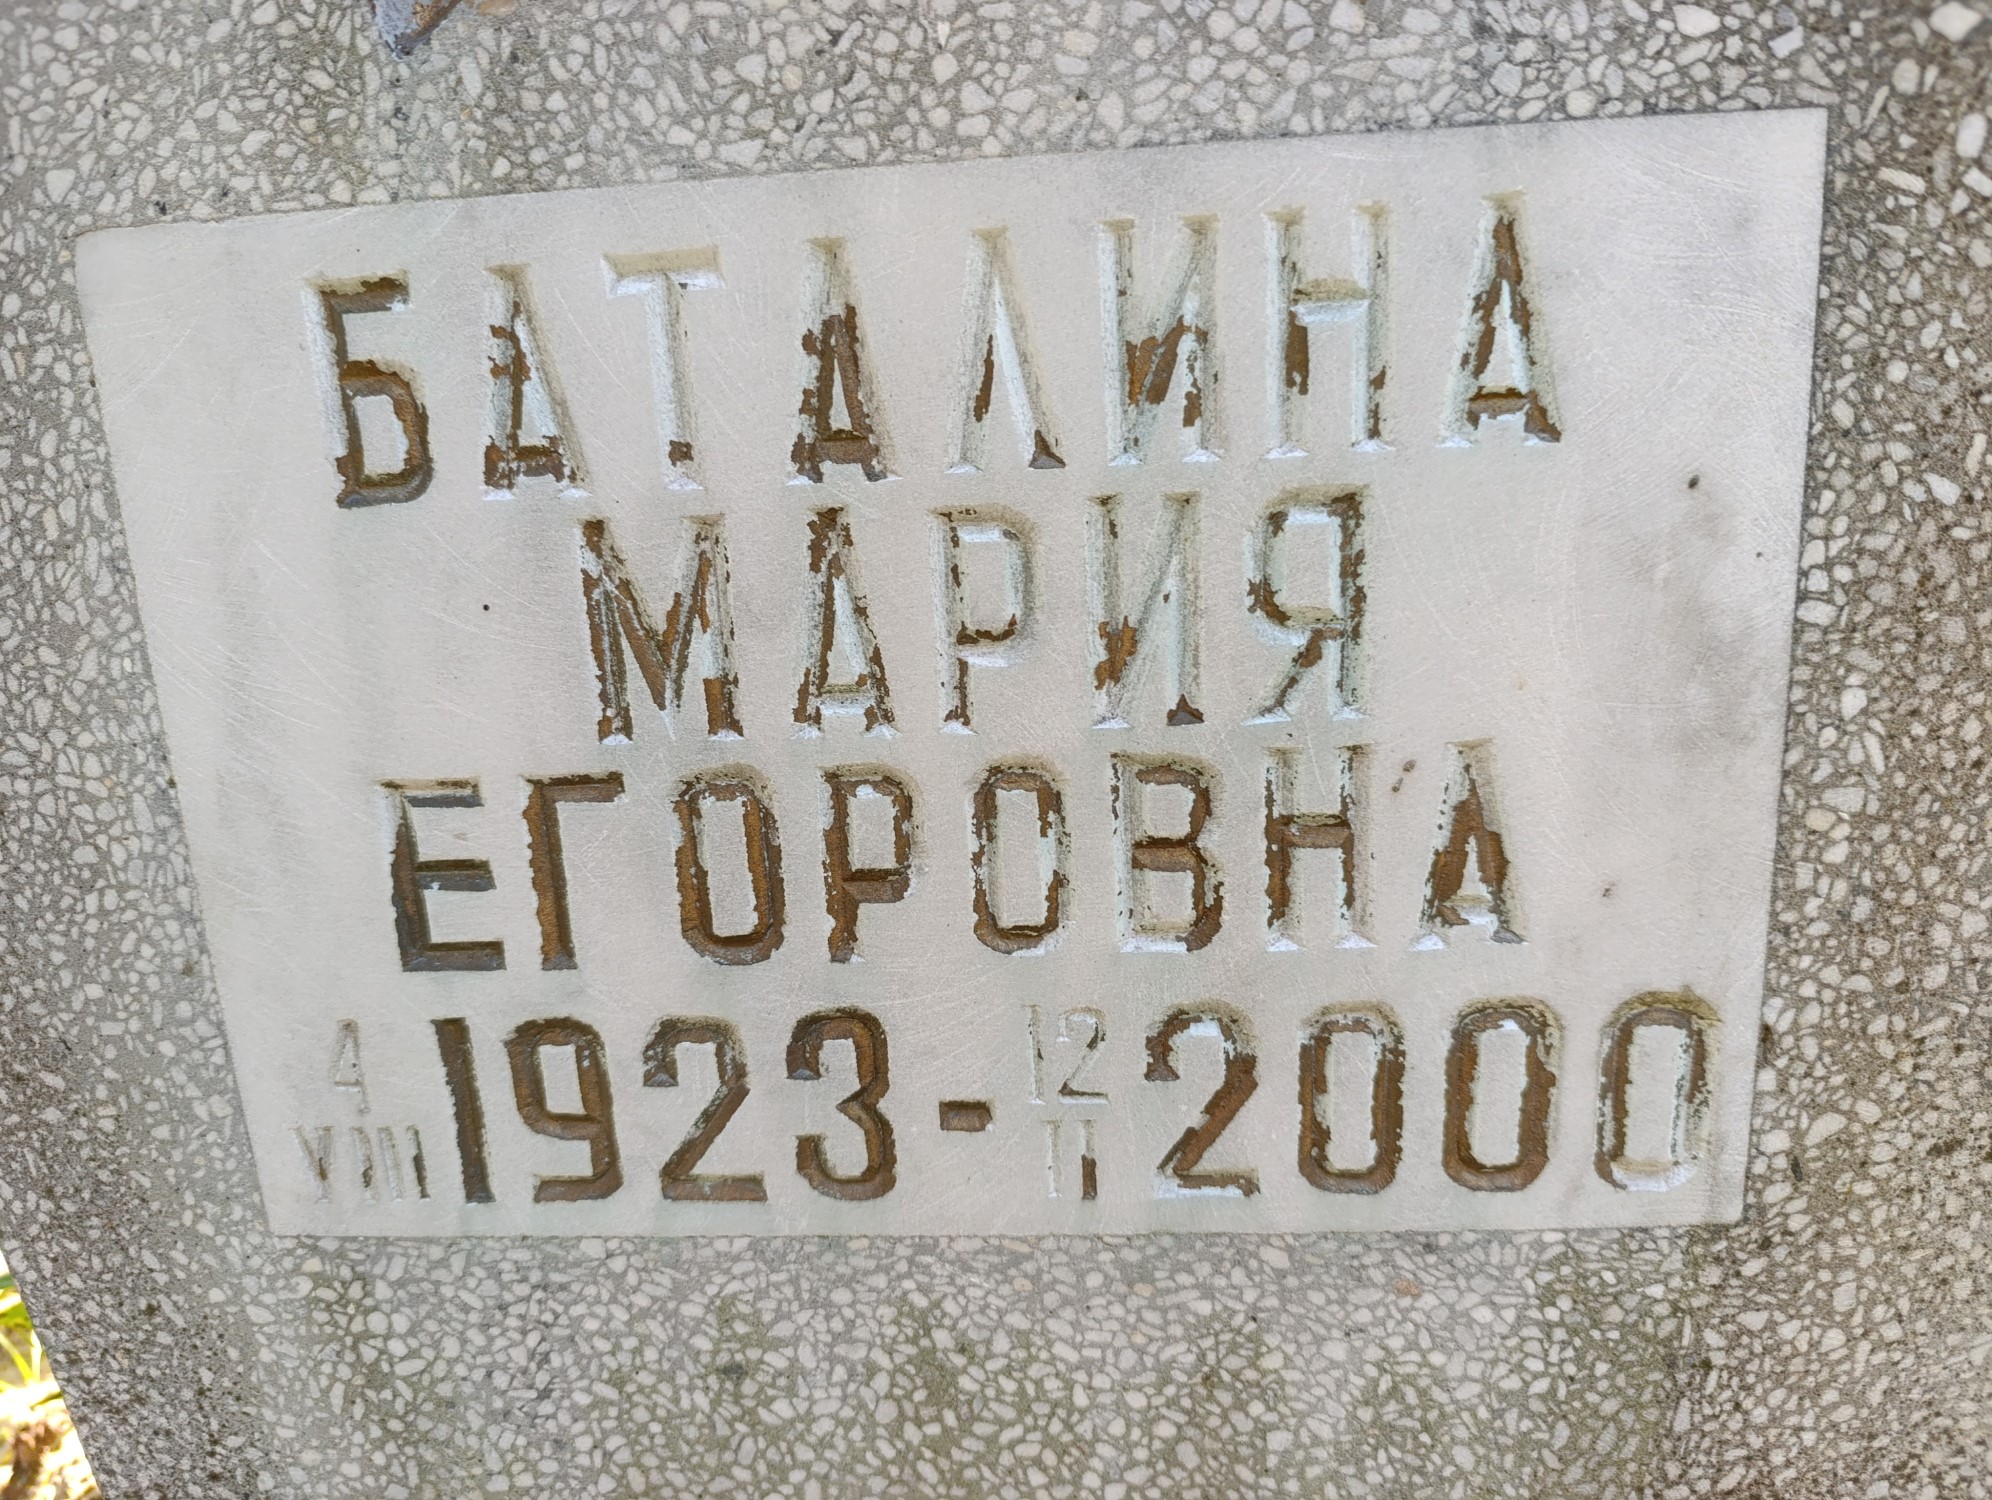 БАТАЛИНА
МАРИЯ
ЕГОРОВНА
4 VIII 1923 - 12 II 2000